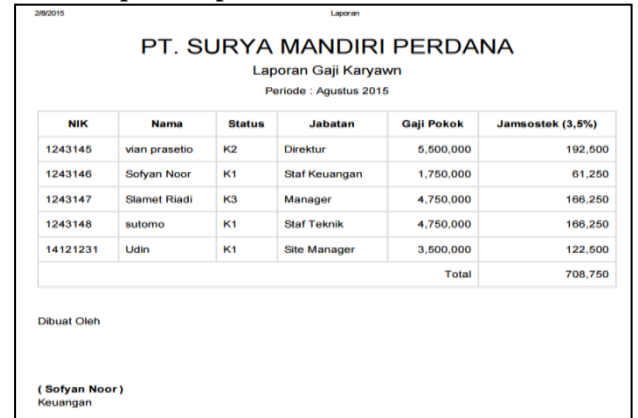 2/8/2015 Laporan
PT. SURYA MANDIRI PERDANA
Laporan Gaji Karyawn
Periode : Agustus 2015
NIK Nama Status Jabatan Gaji Pokok Jamsostek (3,5%)
1243145 vian prasetio K2 Direktur 5,500,000 192,500
1243146 Sofyan Noor K1 Staf Keuangan 1,750,000 61,250
1243147 Slamet Riadi K3 Manager 4,750,000 166,250
1243148 sutomo K1 Staf Teknik 4,750,000 166,250
14121231 Udin K1 Site Manager 3,500,000 122,500
Total 708,750
Dibuat Oleh
( Sofyan Noor )
Keuangan